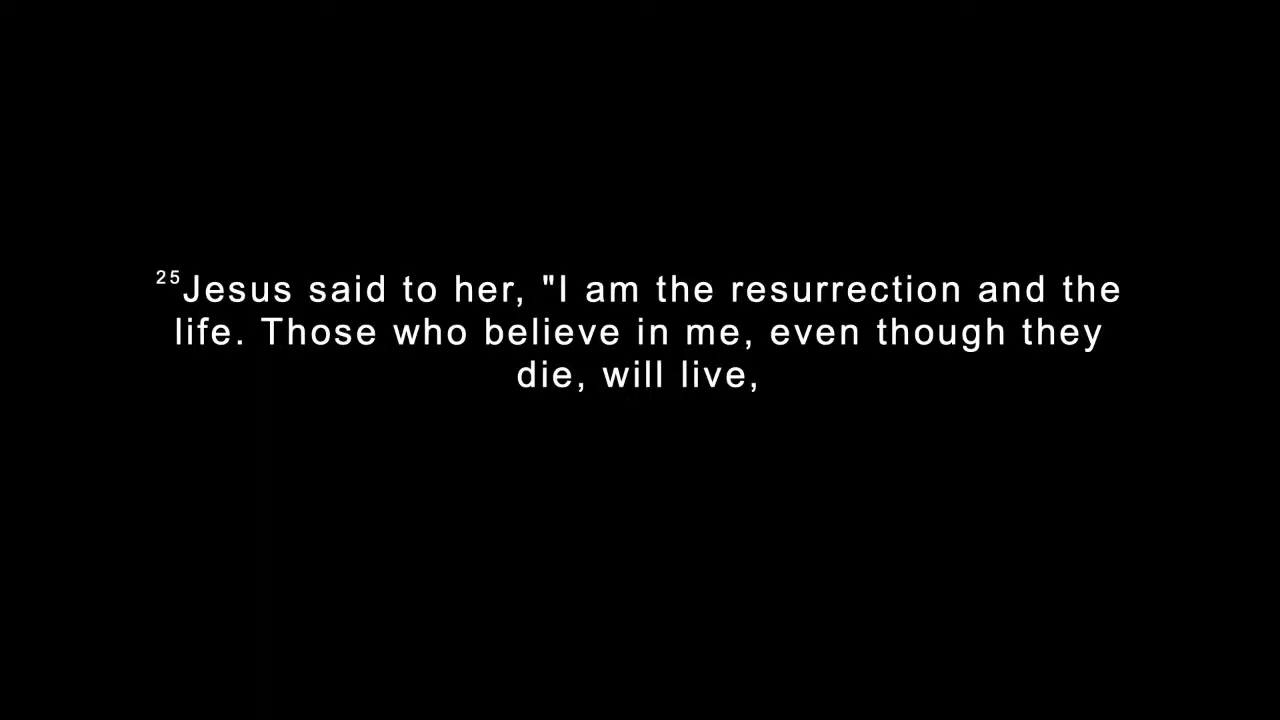 25Jesus said to her, "I am the resurrection and the
life. Those who believe in me, even though they
die, will live,